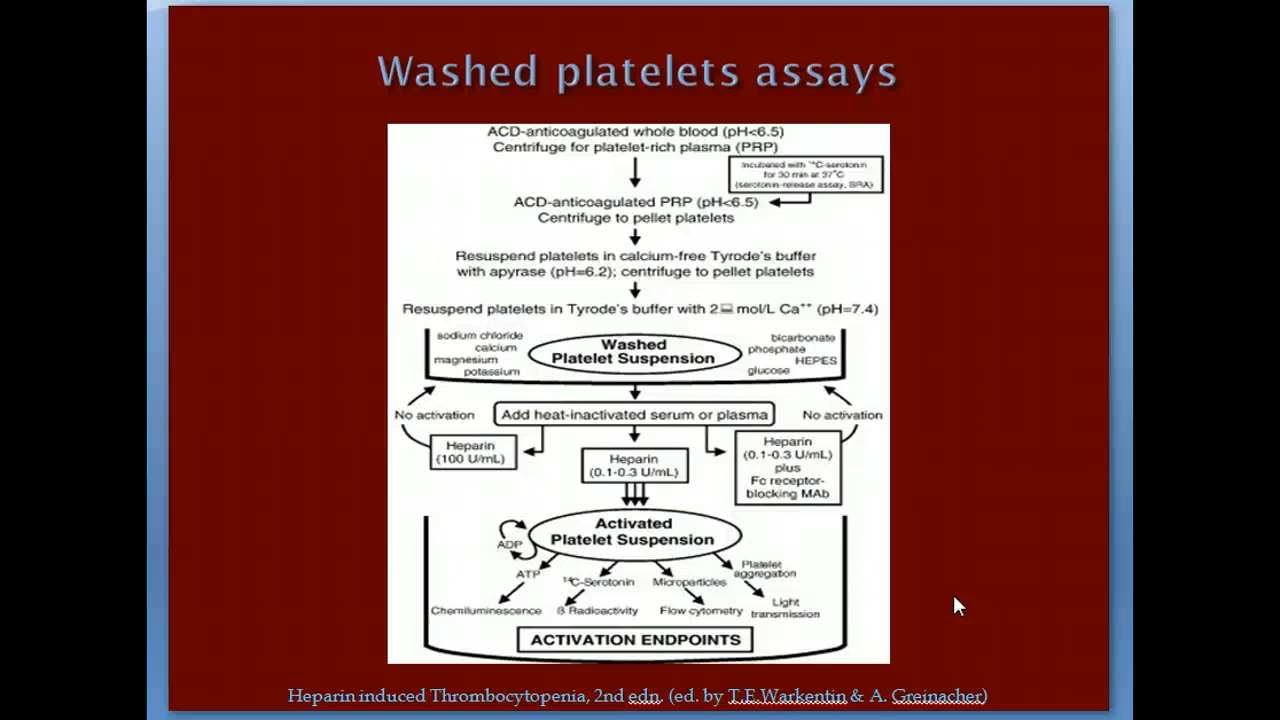 Washed platelets assays
ACD-anticoagulated whole blood (pH<6.5)
Centrifuge for platelet-rich plasma (PRP)
Incubated with ¹⁴C-serotonin
for 30 min at 37°C
(serotonin-release assay, SRA)
ACD-anticoagulated PRP (pH<6.5)
Centrifuge to pellet platelets
Resuspend platelets in calcium-free Tyrode's buffer
with apyrase (pH=6.2); centrifuge to pellet platelets
Resuspend platelets in Tyrode's buffer with 2 mol/L Ca⁺⁺ (pH=7.4)
sodium chloride
calcium
magnesium
potassium
Washed
Platelet Suspension
bicarbonate
phosphate
HEPES
glucose
No activation
Add heat-inactivated serum or plasma
No activation
Heparin
(100 U/mL)
Heparin
(0.1-0.3 U/mL)
Heparin
(0.1-0.3 U/mL)
plus
Fc receptor-
blocking MAb
Activated
Platelet Suspension
ADP
ATP
¹⁴C-Serotonin
Microparticles
Platelet
aggregation
Chemiluminescence
ß Radioactivity
Flow cytometry
Light
transmission
ACTIVATION ENDPOINTS
Heparin induced Thrombocytopenia, 2nd edn. (ed. by T.E.Warkentin & A. Greinacher)